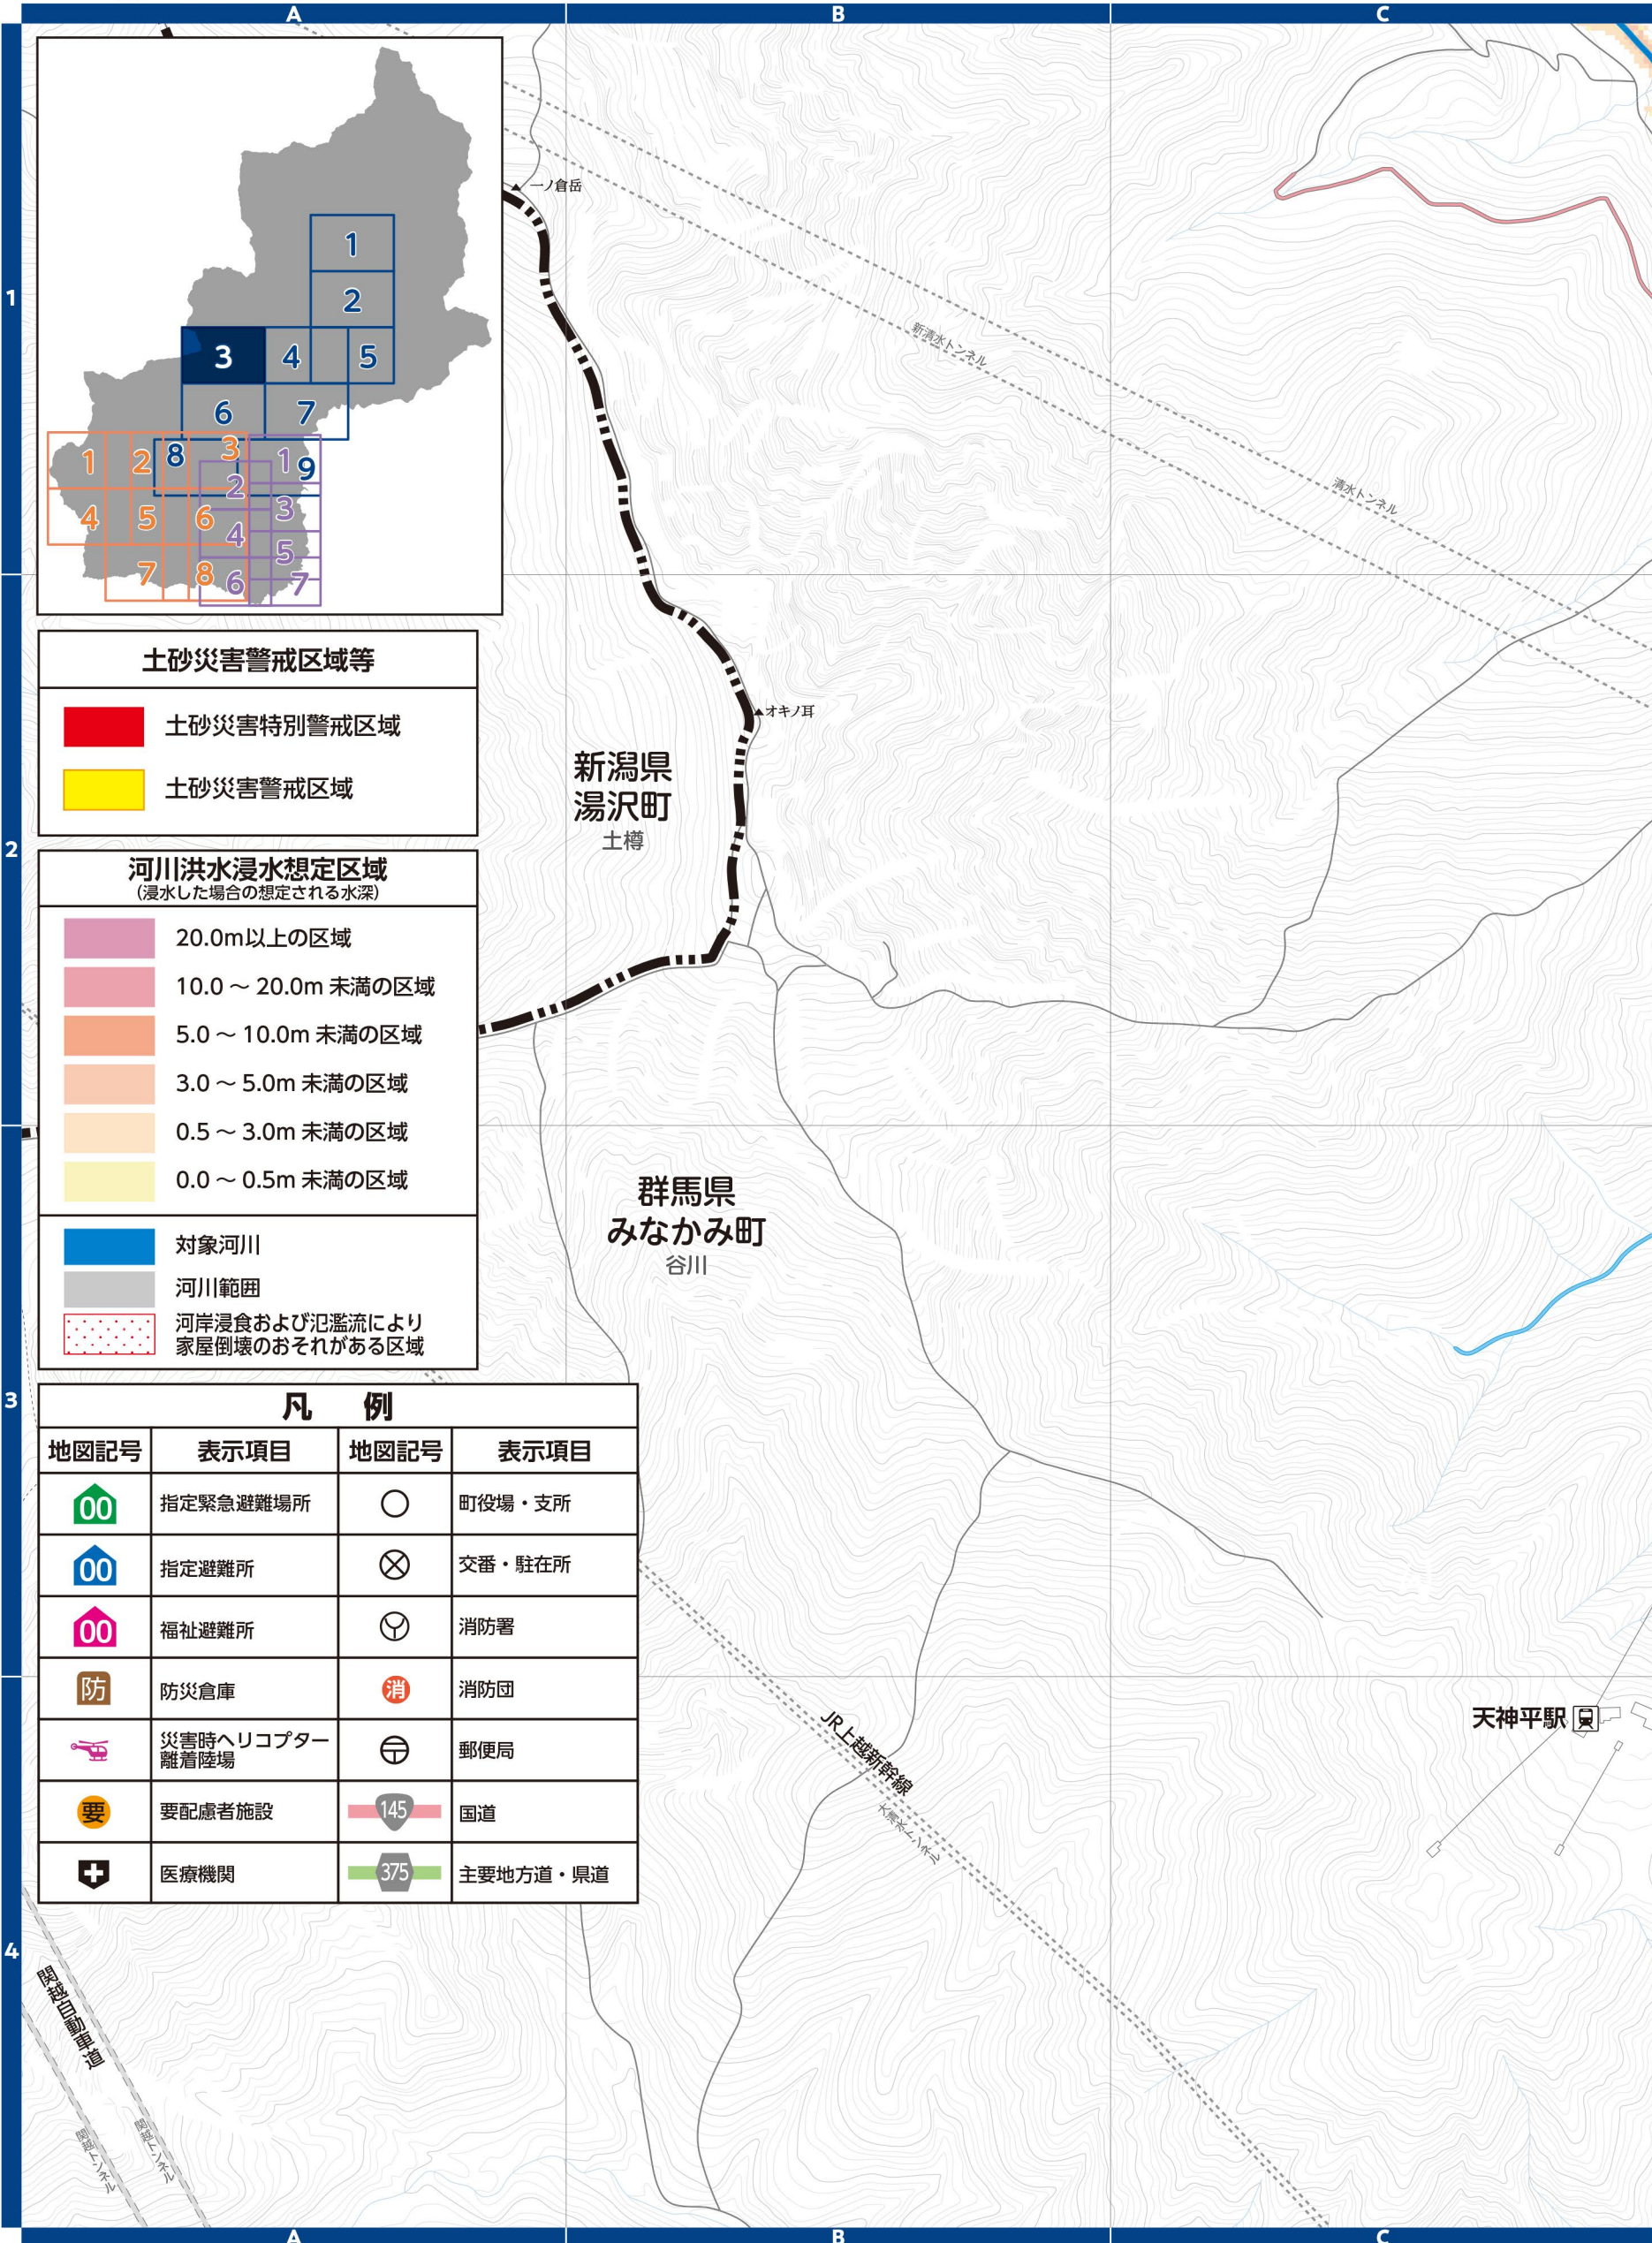 A
B
C
1
2
3
4
1
2
3
4
5
6
7
8
9
1
2
3
4
5
6
7
8
1
2
3
4
5
6
7
土砂災害警戒区域等
土砂災害特別警戒区域
土砂災害警戒区域
河川洪水浸水想定区域
(浸水した場合の想定される水深)
20.0m以上の区域
10.0 ～ 20.0m 未満の区域
5.0 ～ 10.0m 未満の区域
3.0 ～ 5.0m 未満の区域
0.5 ～ 3.0m 未満の区域
0.0 ～ 0.5m 未満の区域
対象河川
河川範囲
河岸浸食および氾濫流により
家屋倒壊のおそれがある区域
凡 例
地図記号 表示項目 地図記号 表示項目
00 指定緊急避難場所 町役場・支所
00 指定避難所 交番・駐在所
00 福祉避難所 消防署
防 防災倉庫 消 消防団
災害時ヘリコプター
離着陸場 郵便局
要 要配慮者施設 145 国道
医療機関 375 主要地方道・県道
一ノ倉岳
新清水トンネル
清水トンネル
オキノ耳
新潟県
湯沢町
土樽
群馬県
みなかみ町
谷川
天神平駅
JR上越新幹線
大清水トンネル
関越自動車道
関越トンネル
関越トンネル
A
B
C